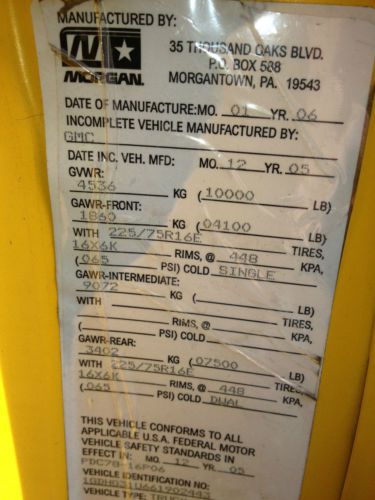 MANUFACTURED BY:
MORGAN
35 THOUSAND OAKS BLVD.
P.O. BOX 588
MORGANTOWN, PA. 19543
DATE OF MANUFACTURE: MO. 01 YR. 06
INCOMPLETE VEHICLE MANUFACTURED BY:
GMC
DATE INC. VEH. MFD: MO. 12 YR. 05
GVWR:
4536 KG (10000 LB)
GAWR-FRONT:
1860 KG (04100 LB)
WITH 225/75R16E TIRES,
16X6K RIMS, @ 448 KPA,
(065 PSI) COLD SINGLE
GAWR-INTERMEDIATE:
9072 KG ( LB)
WITH TIRES,
RIMS, @ KPA,
( PSI) COLD
GAWR-REAR:
3402 KG (07500 LB)
WITH 225/75R16E TIRES,
16X6K RIMS, @ 448 KPA,
(065 PSI) COLD DUAL
THIS VEHICLE CONFORMS TO ALL
APPLICABLE U.S.A. FEDERAL MOTOR
VEHICLE SAFETY STANDARDS IN
EFFECT IN: MO. 12 YR. 05
VEHICLE IDENTIFICATION NO:
VEHICLE TYPE: TRUCK